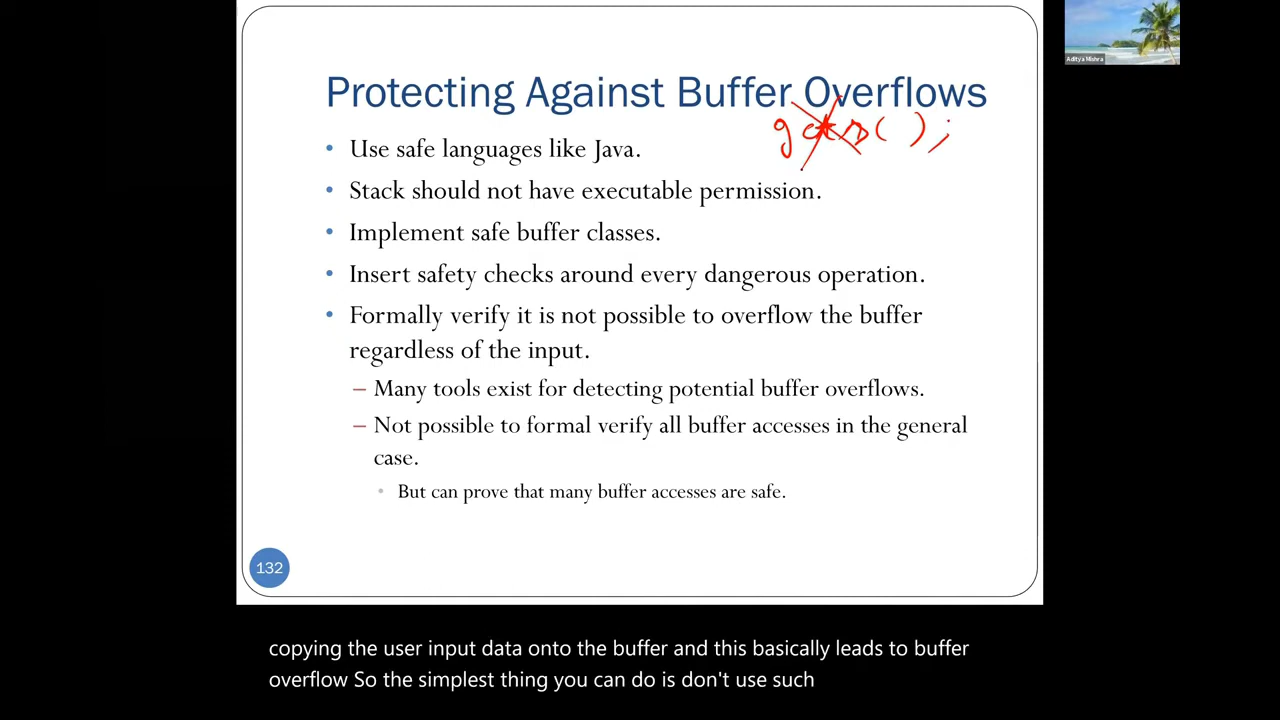 Aditya Mishra
Protecting Against Buffer Overflows
gets( );
• Use safe languages like Java.
• Stack should not have executable permission.
• Implement safe buffer classes.
• Insert safety checks around every dangerous operation.
• Formally verify it is not possible to overflow the buffer
regardless of the input.
– Many tools exist for detecting potential buffer overflows.
– Not possible to formal verify all buffer accesses in the general
case.
• But can prove that many buffer accesses are safe.
132
copying the user input data onto the buffer and this basically leads to buffer
overflow So the simplest thing you can do is don't use such